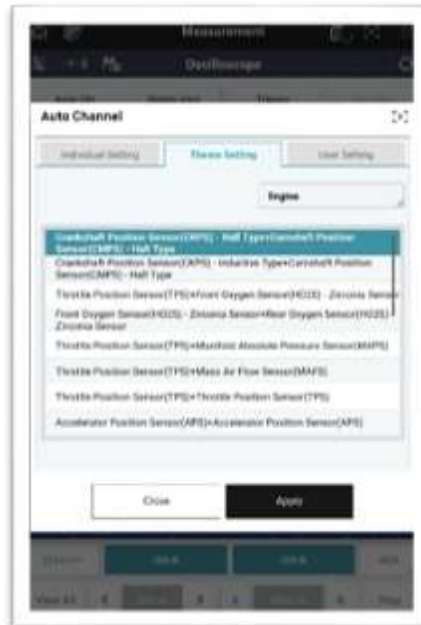 Measurement
Oscilloscope
Auto Channel
Individual Setting
Theme Setting
User Setting
Engine
Crankshaft Position Sensor(CKPS) - Hall Type+Camshaft Position
Sensor(CMPS) - Hall Type
Crankshaft Position Sensor(CKPS) - Inductive Type+Camshaft Position
Sensor(CMPS) - Hall Type
Throttle Position Sensor(TPS)+Front Oxygen Sensor(HO2S) - Zirconia Sensor
Front Oxygen Sensor(HO2S) - Zirconia Sensor+Rear Oxygen Sensor(HO2S) -
Zirconia Sensor
Throttle Position Sensor(TPS)+Manifold Absolute Pressure Sensor(MAPS)
Throttle Position Sensor(TPS)+Mass Air Flow Sensor(MAFS)
Throttle Position Sensor(TPS)+Throttle Position Sensor(TPS)
Accelerator Position Sensor(APS)+Accelerator Position Sensor(APS)
Close
Apply